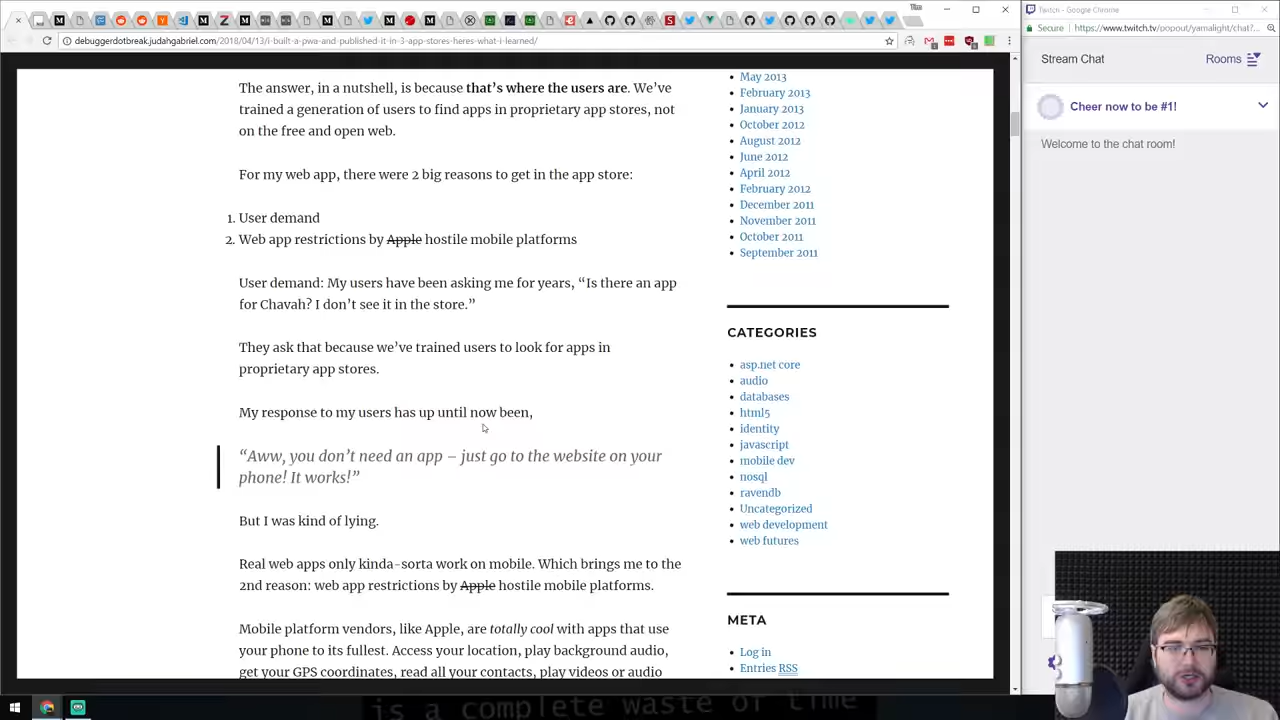 Twitch - Google Chrome
debuggerdotbreak.judahgabriel.com/2018/04/13/i-built-a-pwa-and-published-it-in-3-app-stores-heres-what-i-learned/
Secure
https://www.twitch.tv/popout/yamalight/chat?...
The answer, in a nutshell, is because that's where the users are. We've
trained a generation of users to find apps in proprietary app stores, not
on the free and open web.
For my web app, there were 2 big reasons to get in the app store:
1. User demand
2. Web app restrictions by Apple hostile mobile platforms
User demand: My users have been asking me for years, “Is there an app
for Chavah? I don't see it in the store.”
They ask that because we've trained users to look for apps in
proprietary app stores.
My response to my users has up until now been,
“Aww, you don't need an app – just go to the website on your
phone! It works!”
But I was kind of lying.
Real web apps only kinda-sorta work on mobile. Which brings me to the
2nd reason: web app restrictions by Apple hostile mobile platforms.
Mobile platform vendors, like Apple, are totally cool with apps that use
your phone to its fullest. Access your location, play background audio,
get your GPS coordinates, read all your contacts, play videos or audio
May 2013
February 2013
January 2013
October 2012
August 2012
June 2012
April 2012
February 2012
December 2011
November 2011
October 2011
September 2011
CATEGORIES
asp.net core
audio
databases
html5
identity
javascript
mobile dev
nosql
ravendb
Uncategorized
web development
web futures
META
Log in
Entries RSS
Stream Chat
Rooms
Cheer now to be #1!
Welcome to the chat room!
is a complete waste of time